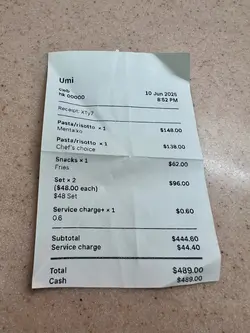 Umi
10 Jun 2025
8:52 PM
00000
Receipt: XTy7
Pasta/risotto × 1 $148.00
Mentaiko
Pasta/risotto × 1 $138.00
Chef's choice
Snacks × 1 $62.00
Fries
Set × 2 $96.00
($48.00 each)
$48 Set
Service charge+ × 1 $0.60
0.6
Subtotal $444.60
Service charge $44.40
Total $489.00
Cash $489.00